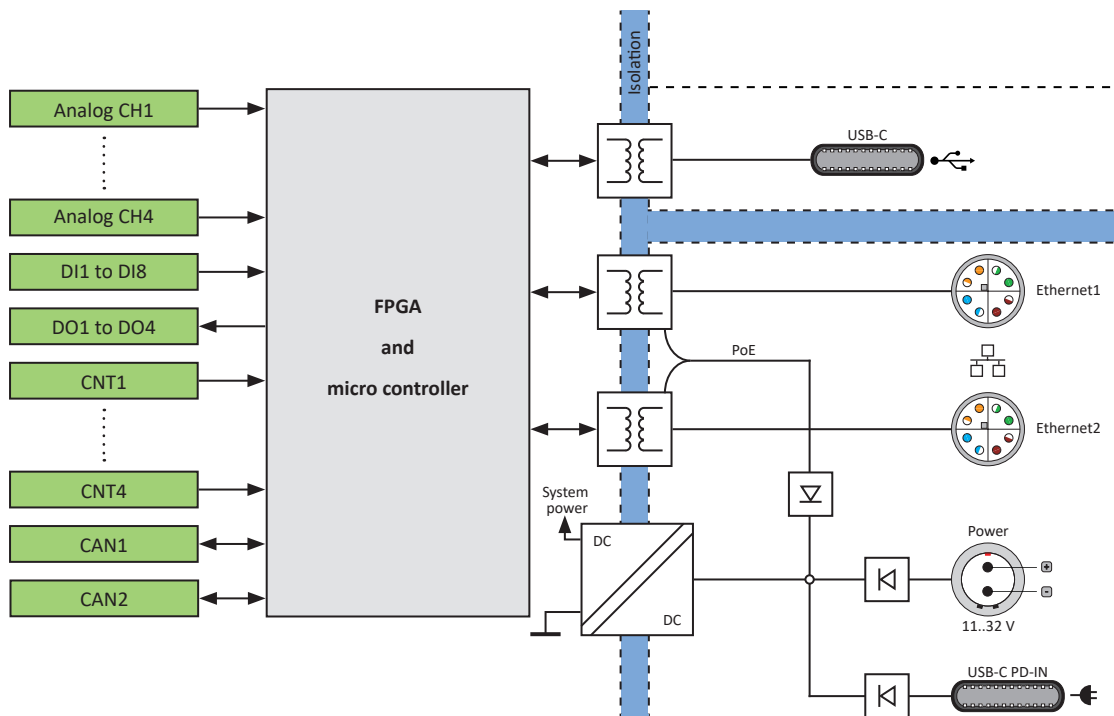 Isolation
Analog CH1
Analog CH4
DI1 to DI8
DO1 to DO4
CNT1
CNT4
CAN1
CAN2
FPGA
and
micro controller
USB-C
Ethernet1
PoE
Ethernet2
System
power
DC
DC
Power
+
-
11..32 V
USB-C PD-IN